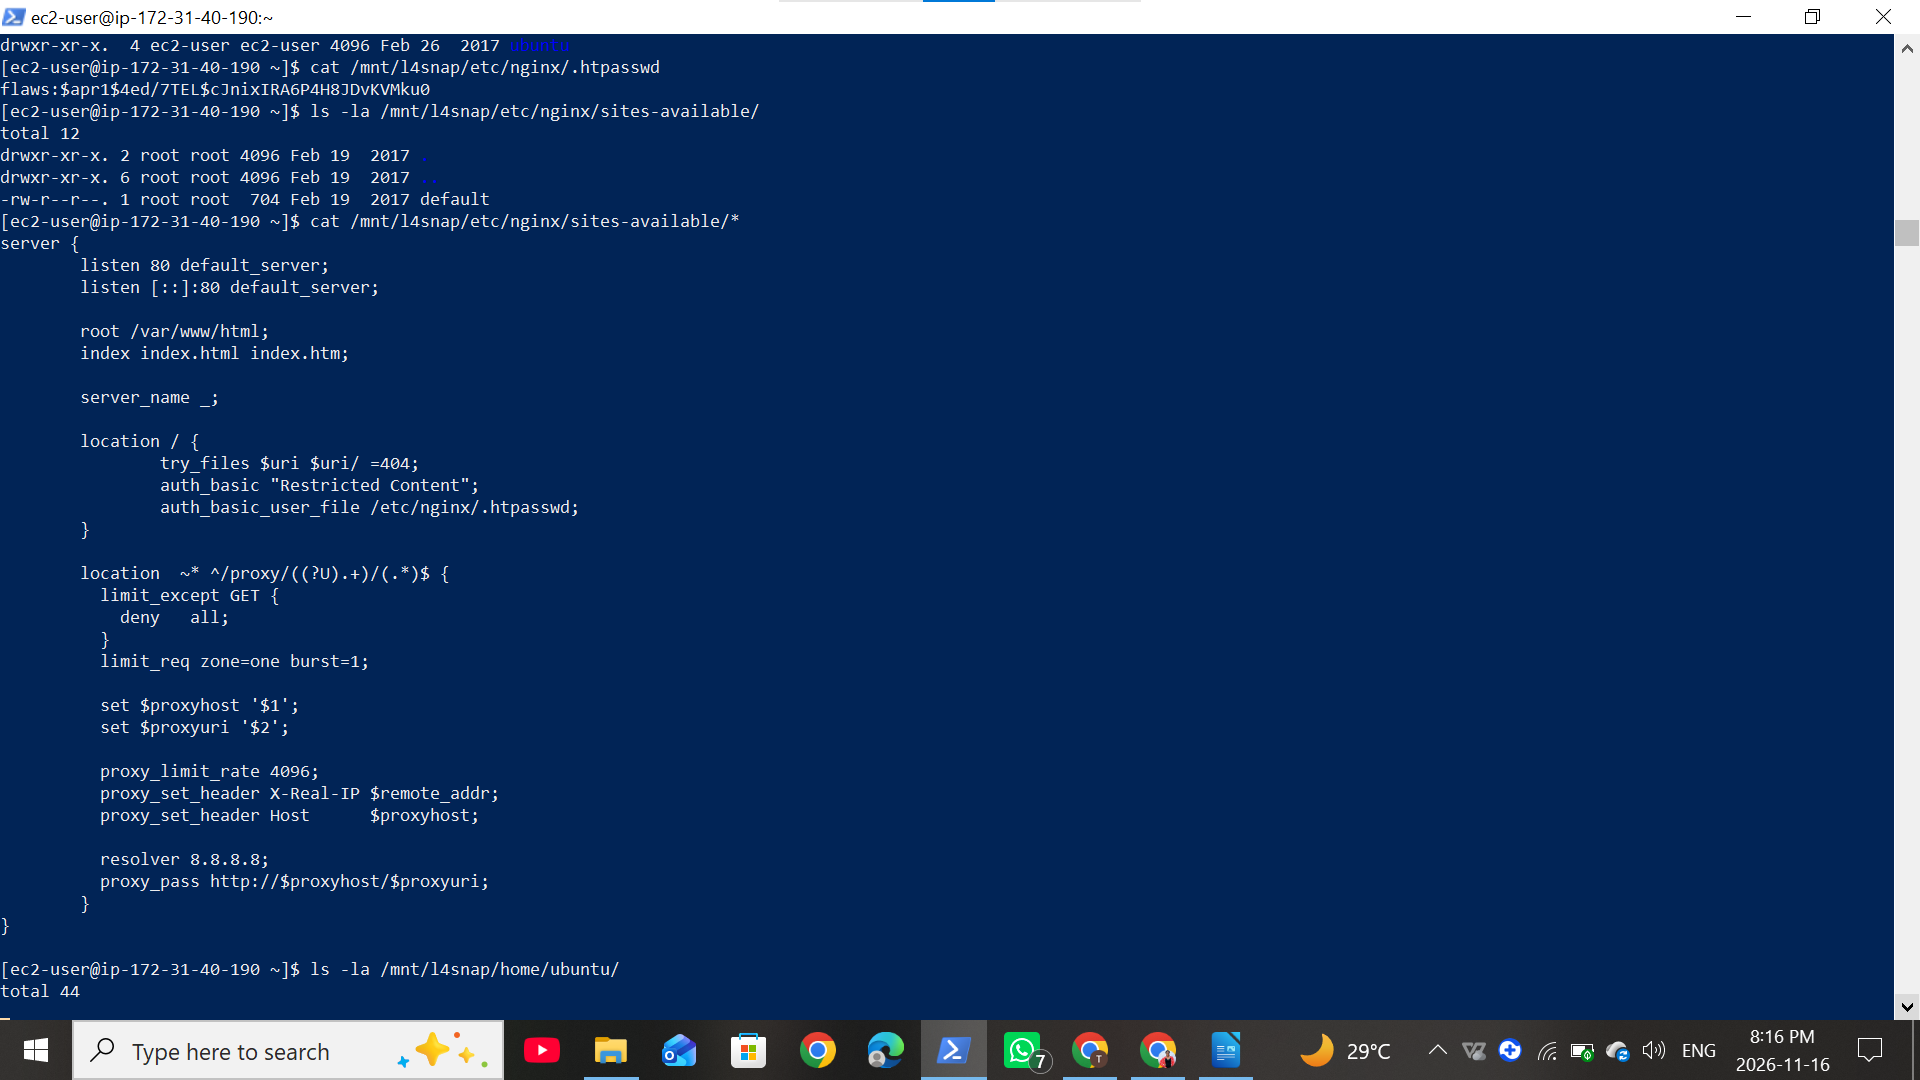 ec2-user@ip-172-31-40-190:~
drwxr-xr-x.  4 ec2-user ec2-user 4096 Feb 26  2017 ubuntu
[ec2-user@ip-172-31-40-190 ~]$ cat /mnt/l4snap/etc/nginx/.htpasswd
flaws:$apr1$4ed/7TEL$cJnixIRA6P4H8JDvKVMku0
[ec2-user@ip-172-31-40-190 ~]$ ls -la /mnt/l4snap/etc/nginx/sites-available/
total 12
drwxr-xr-x. 2 root root 4096 Feb 19  2017 .
drwxr-xr-x. 6 root root 4096 Feb 19  2017 ..
-rw-r--r--. 1 root root  704 Feb 19  2017 default
[ec2-user@ip-172-31-40-190 ~]$ cat /mnt/l4snap/etc/nginx/sites-available/*
server {
        listen 80 default_server;
        listen [::]:80 default_server;
        root /var/www/html;
        index index.html index.htm;
        server_name _;
        location / {
                try_files $uri $uri/ =404;
                auth_basic "Restricted Content";
                auth_basic_user_file /etc/nginx/.htpasswd;
        }
        location  ~* ^/proxy/((?U).+)/(.*)$ {
          limit_except GET {
            deny   all;
          }
          limit_req zone=one burst=1;
          set $proxyhost '$1';
          set $proxyuri '$2';
          proxy_limit_rate 4096;
          proxy_set_header X-Real-IP $remote_addr;
          proxy_set_header Host      $proxyhost;
          resolver 8.8.8.8;
          proxy_pass http://$proxyhost/$proxyuri;
        }
}
[ec2-user@ip-172-31-40-190 ~]$ ls -la /mnt/l4snap/home/ubuntu/
total 44
Type here to search
7
T
29°C
ENG
8:16 PM
2026-11-16